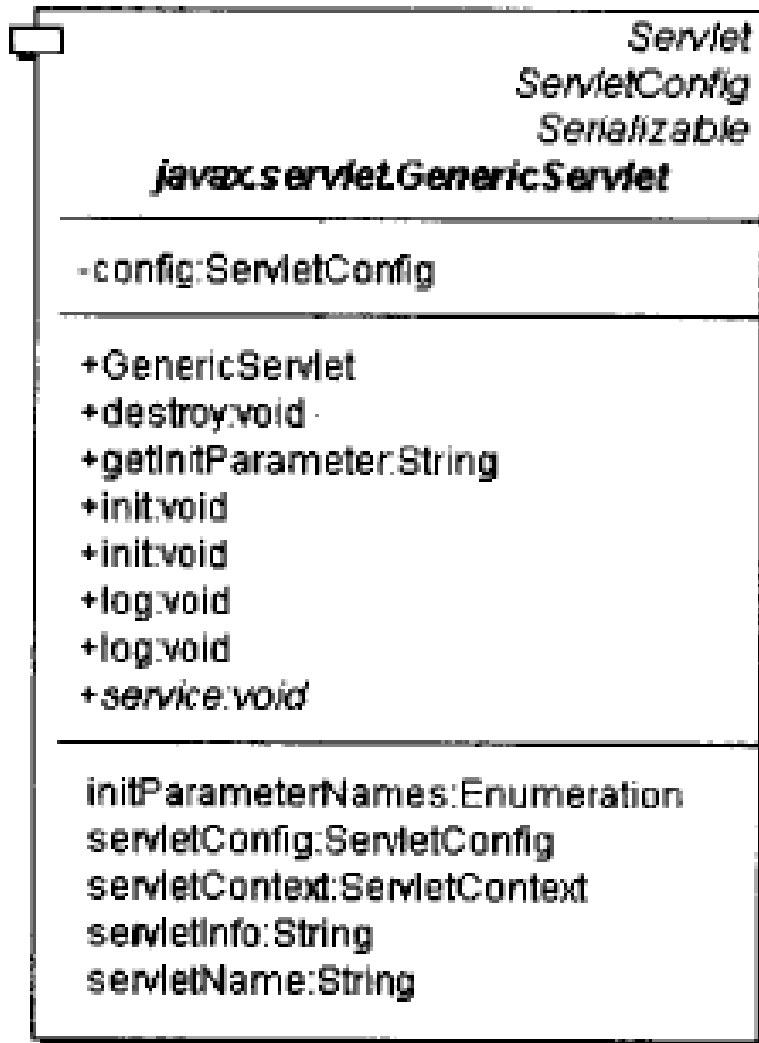 Servlet
ServletConfig
Serializable
javax.servlet.GenericServlet
-config:ServletConfig
+GenericServlet
+destroy:void
+getInitParameter:String
+init:void
+init:void
+log:void
+log:void
+service:void
initParameterNames:Enumeration
servletConfig:ServletConfig
servletContext:ServletContext
servletInfo:String
servletName:String